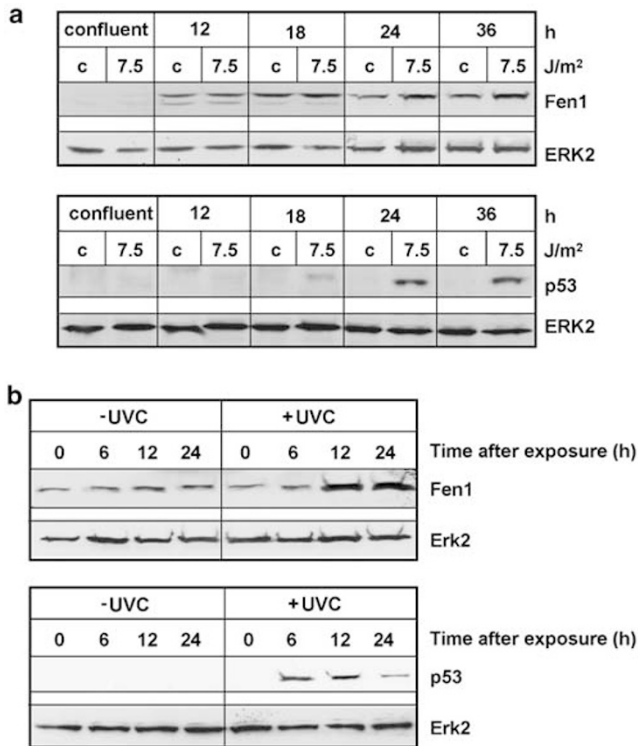 a
confluent 12 18 24 36 h
c 7.5 c 7.5 c 7.5 c 7.5 c 7.5 J/m²
Fen1
ERK2
confluent 12 18 24 36 h
c 7.5 c 7.5 c 7.5 c 7.5 c 7.5 J/m²
p53
ERK2
b
-UVC +UVC
0 6 12 24 0 6 12 24 Time after exposure (h)
Fen1
Erk2
-UVC +UVC
0 6 12 24 0 6 12 24 Time after exposure (h)
p53
Erk2